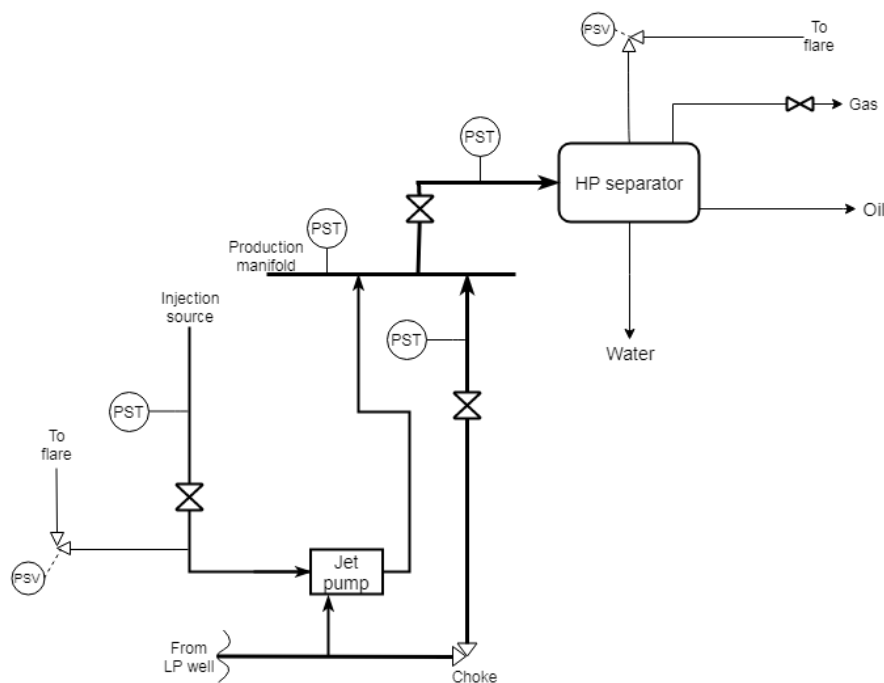 PSV
To
flare
Gas
PST
HP separator
Oil
PST
Production
manifold
Injection
source
PST
Water
PST
To
flare
Jet
pump
PSV
From
LP well
Choke